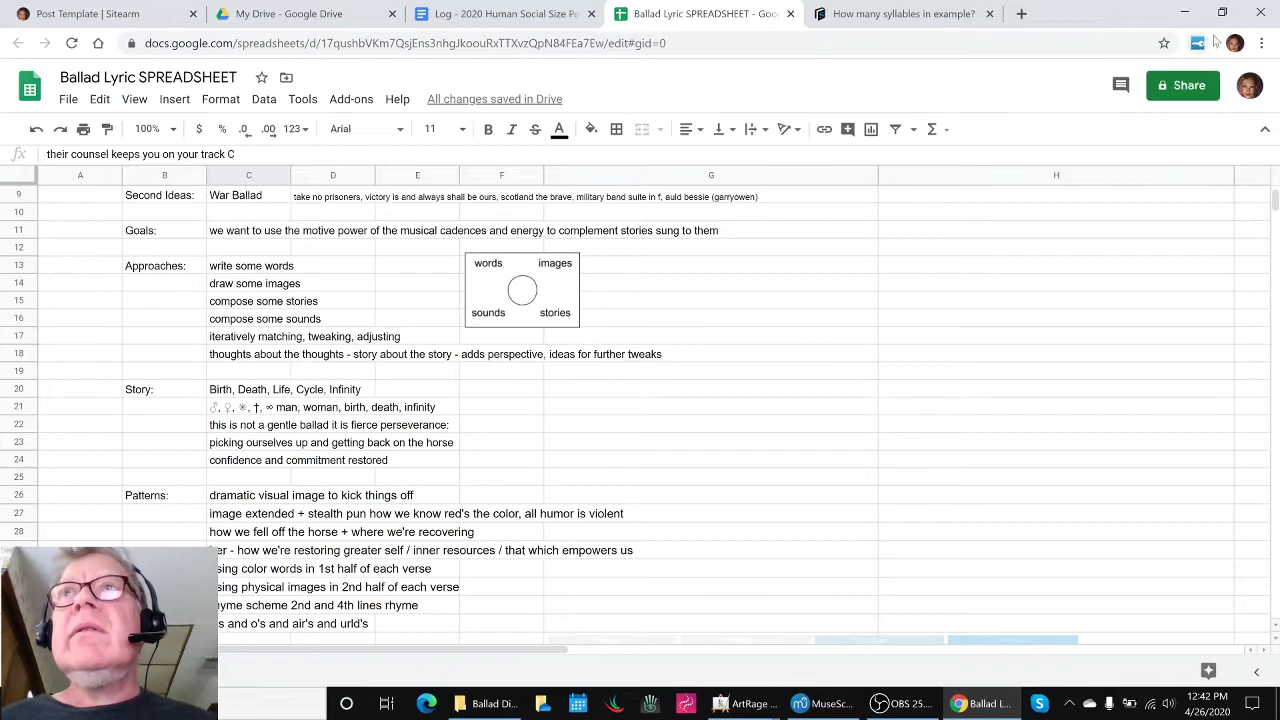 Post Template | This American
My Drive - Google Drive
Log - 2020 Human Social Size Pe
Ballad Lyric SPREADSHEET - Goo
How many syllables in example?
docs.google.com/spreadsheets/d/17qushbVKm7QsjEns3nhgJkoouRvTTXvzQpN84FEa7Ew/edit#gid=0
Ballad Lyric SPREADSHEET
File Edit View Insert Format Data Tools Add-ons Help All changes saved in Drive
Share
100% $ % .0 .00 123 Arial 11 B I S A
fx their counsel keeps you on your track C
A B C D E F G H
9 Second Ideas: War Ballad take no prisoners, victory is and always shall be ours, scotland the brave, military band suite in f, auld bessie (garryowen)
10
11 Goals: we want to use the motive power of the musical cadences and energy to complement stories sung to them
12
13 Approaches: write some words
words images
14 draw some images
15 compose some stories
16 compose some sounds
sounds stories
17 iteratively matching, tweaking, adjusting
18 thoughts about the thoughts - story about the story - adds perspective, ideas for further tweaks
19
20 Story: Birth, Death, Life, Cycle, Infinity
21 ♂, ♀, ✳, †, ∞ man, woman, birth, death, infinity
22 this is not a gentle ballad it is fierce perseverance:
23 picking ourselves up and getting back on the horse
24 confidence and commitment restored
25
26 Patterns: dramatic visual image to kick things off
27 image extended + stealth pun how we know red's the color, all humor is violent
28 how we fell off the horse + where we're recovering
er - how we're restoring greater self / inner resources / that which empowers us
sing color words in 1st half of each verse
sing physical images in 2nd half of each verse
hyme scheme 2nd and 4th lines rhyme
s and o's and air's and urld's
Ballad Di...
ArtRage ...
MuseSc...
OBS 25....
Ballad L...
12:42 PM
4/26/2020